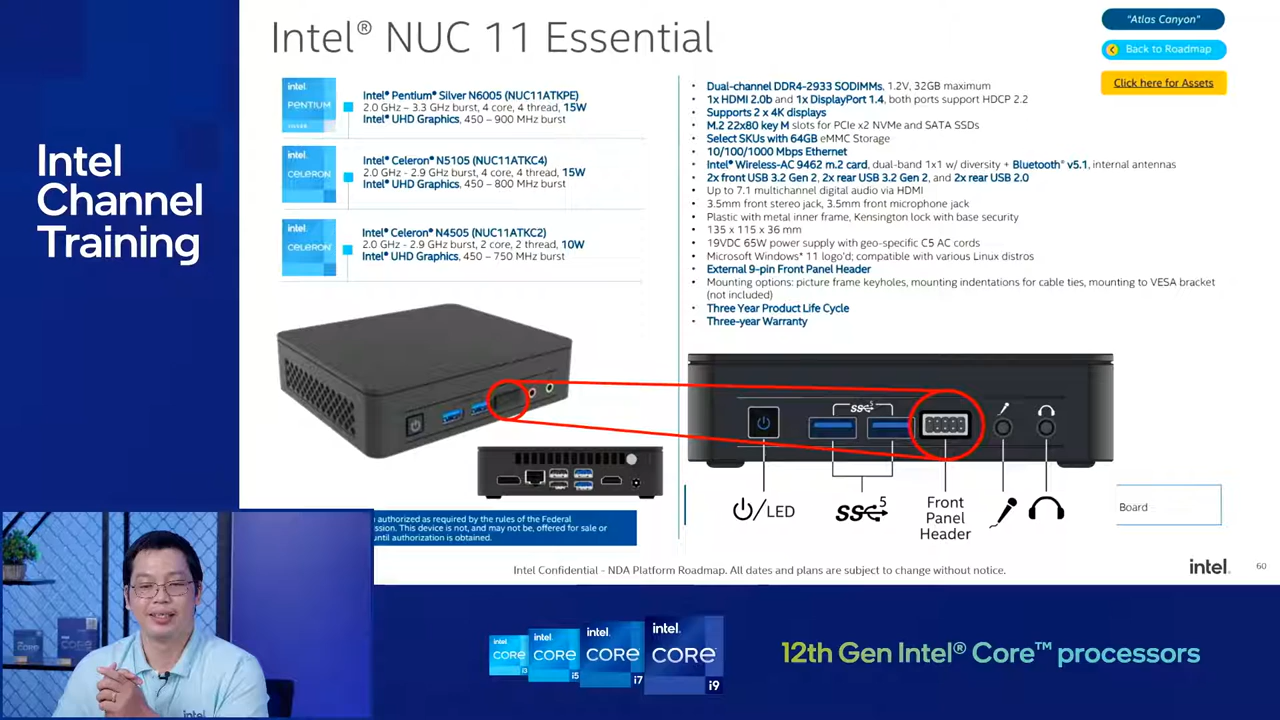 Intel® NUC 11 Essential
"Atlas Canyon"
Back to Roadmap
Click here for Assets
Intel
Channel
Training
intel
PENTIUM
SILVER
Intel® Pentium® Silver N6005 (NUC11ATKPE)
2.0 GHz – 3.3 GHz burst, 4 core, 4 thread, 15W
Intel® UHD Graphics, 450 – 900 MHz burst
intel
CELERON
Intel® Celeron® N5105 (NUC11ATKC4)
2.0 GHz - 2.9 GHz burst, 4 core, 4 thread, 15W
Intel® UHD Graphics, 450 – 800 MHz burst
intel
CELERON
Intel® Celeron® N4505 (NUC11ATKC2)
2.0 GHz - 2.9 GHz burst, 2 core, 2 thread, 10W
Intel® UHD Graphics, 450 – 750 MHz burst
• Dual-channel DDR4-2933 SODIMMs, 1.2V, 32GB maximum
• 1x HDMI 2.0b and 1x DisplayPort 1.4, both ports support HDCP 2.2
• Supports 2 x 4K displays
• M.2 22x80 key M slots for PCIe x2 NVMe and SATA SSDs
• Select SKUs with 64GB eMMC Storage
• 10/100/1000 Mbps Ethernet
• Intel® Wireless-AC 9462 m.2 card, dual-band 1x1 w/ diversity + Bluetooth® v5.1, internal antennas
• 2x front USB 3.2 Gen 2, 2x rear USB 3.2 Gen 2, and 2x rear USB 2.0
• Up to 7.1 multichannel digital audio via HDMI
• 3.5mm front stereo jack, 3.5mm front microphone jack
• Plastic with metal inner frame, Kensington lock with base security
• 135 x 115 x 36 mm
• 19VDC 65W power supply with geo-specific C5 AC cords
• Microsoft Windows* 11 logo'd; compatible with various Linux distros
• External 9-pin Front Panel Header
• Mounting options: picture frame keyholes, mounting indentations for cable ties, mounting to VESA bracket
(not included)
• Three Year Product Life Cycle
• Three-year Warranty
SS 5
/LED
SS 5
Front
Panel
Header
Board
n authorized as required by the rules of the Federal
ssion. This device is not, and may not be, offered for sale or
until authorization is obtained.
Intel Confidential - NDA Platform Roadmap. All dates and plans are subject to change without notice.
intel.
60
intel
CORE
i3
intel.
CORE
i5
intel.
CORE
i7
intel.
CORE
i9
12th Gen Intel® Core™ processors
intel